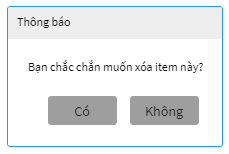 Thông báo
Bạn chắc chắn muốn xóa item này?
Có
Không